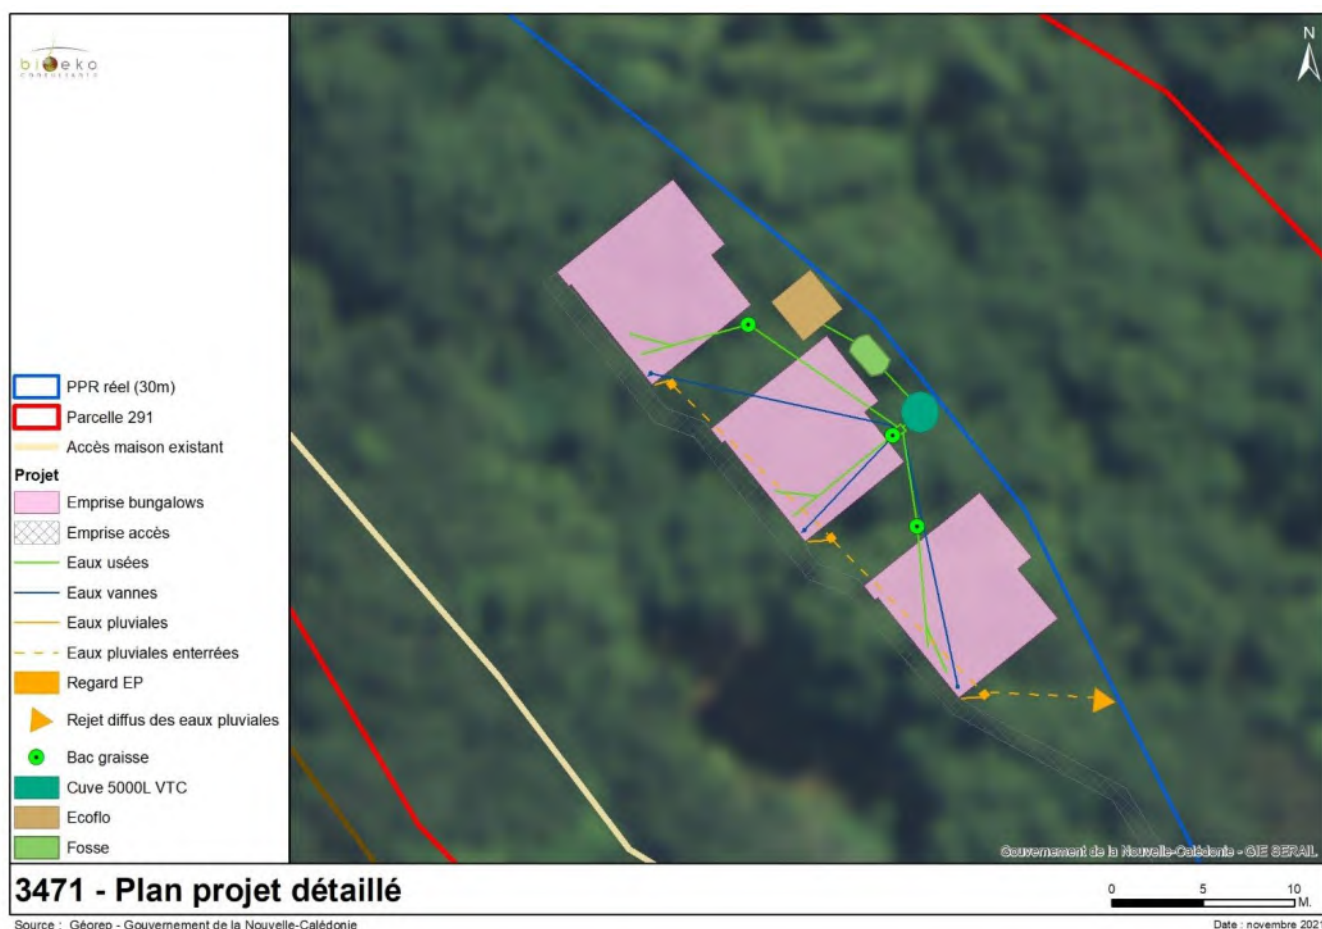 bioeko
CONSULTANTS
N
PPR réel (30m)
Parcelle 291
Accès maison existant
Projet
Emprise bungalows
Emprise accès
Eaux usées
Eaux vannes
Eaux pluviales
Eaux pluviales enterrées
Regard EP
Rejet diffus des eaux pluviales
Bac graisse
Cuve 5000L VTC
Ecoflo
Fosse
Gouvernement de la Nouvelle-Calédonie - GIE SERAIL
3471 - Plan projet détaillé
0 5 10
M.
Source : Géorep - Gouvernement de la Nouvelle-Calédonie
Date : novembre 2021